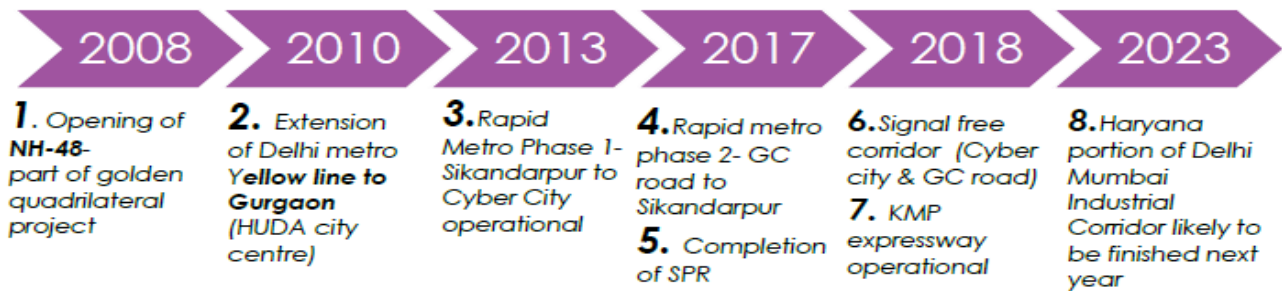 2008
2010
2013
2017
2018
2023
1. Opening of
NH-48-
part of golden
quadrilateral
project
2. Extension
of Delhi metro
Yellow line to
Gurgaon
(HUDA city
centre)
3.Rapid
Metro Phase 1-
Sikandarpur to
Cyber City
operational
4.Rapid metro
phase 2- GC
road to
Sikandarpur
5. Completion
of SPR
6.Signal free
corridor (Cyber
city & GC road)
7. KMP
expressway
operational
8.Haryana
portion of Delhi
Mumbai
Industrial
Corridor likely to
be finished next
year